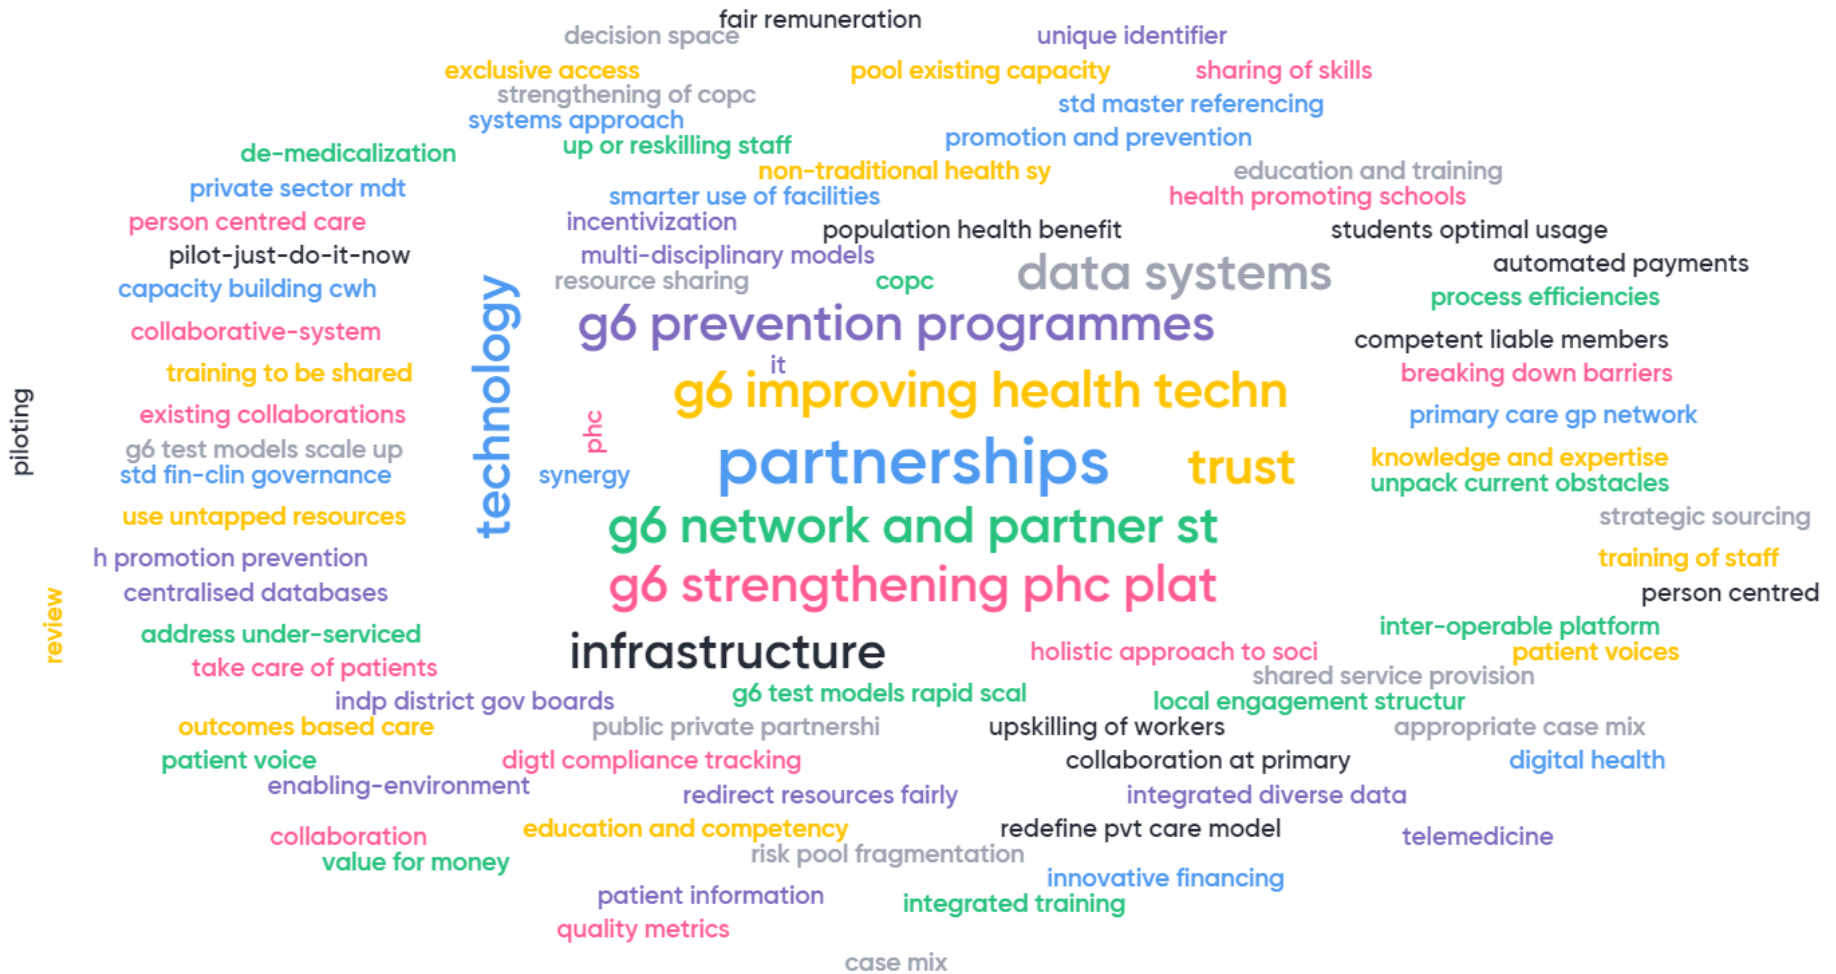 fair remuneration
decision space
unique identifier
exclusive access
pool existing capacity
sharing of skills
strengthening of copc
std master referencing
systems approach
promotion and prevention
up or reskilling staff
de-medicalization
non-traditional health sy
education and training
private sector mdt
smarter use of facilities
health promoting schools
person centred care
incentivization
population health benefit
students optimal usage
pilot-just-do-it-now
multi-disciplinary models
data systems
automated payments
resource sharing
copc
capacity building cwh
process efficiencies
technology
g6 prevention programmes
collaborative-system
competent liable members
it
training to be shared
breaking down barriers
g6 improving health techn
existing collaborations
primary care gp network
piloting
phc
g6 test models scale up
partnerships
trust
knowledge and expertise
std fin-clin governance
synergy
unpack current obstacles
use untapped resources
g6 network and partner st
strategic sourcing
h promotion prevention
training of staff
g6 strengthening phc plat
centralised databases
person centred
review
address under-serviced
inter-operable platform
infrastructure
holistic approach to soci
patient voices
take care of patients
shared service provision
indp district gov boards
g6 test models rapid scal
local engagement structur
outcomes based care
public private partnershi
upskilling of workers
appropriate case mix
patient voice
digtl compliance tracking
collaboration at primary
digital health
enabling-environment
redirect resources fairly
integrated diverse data
collaboration
education and competency
redefine pvt care model
telemedicine
value for money
risk pool fragmentation
innovative financing
patient information
integrated training
quality metrics
case mix